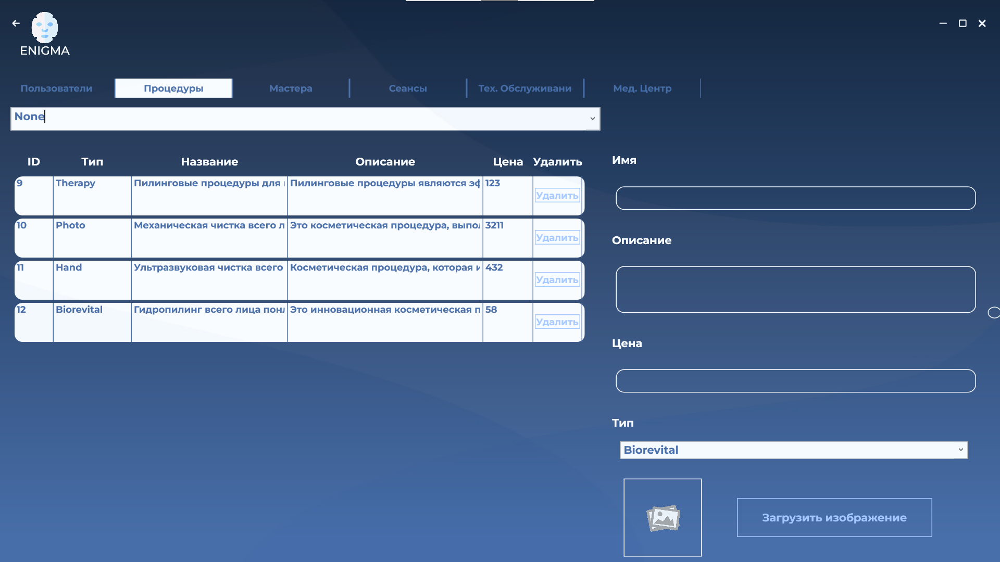 ENIGMA
Пользователи Процедуры Мастера Сеансы Тех. Обслуживани Мед. Центр
None
ID Тип Название Описание Цена Удалить
9 Therapy Пилинговые процедуры для Пилинговые процедуры являются эф 123 Удалить
10 Photo Механическая чистка всего л Это косметическая процедура, выпол 3211 Удалить
11 Hand Ультразвуковая чистка всего Косметическая процедура, которая и 432 Удалить
12 Biorevital Гидропилинг всего лица пон Это инновационная косметическая п 58 Удалить
Имя
Описание
Цена
Тип
Biorevital
Загрузить изображение